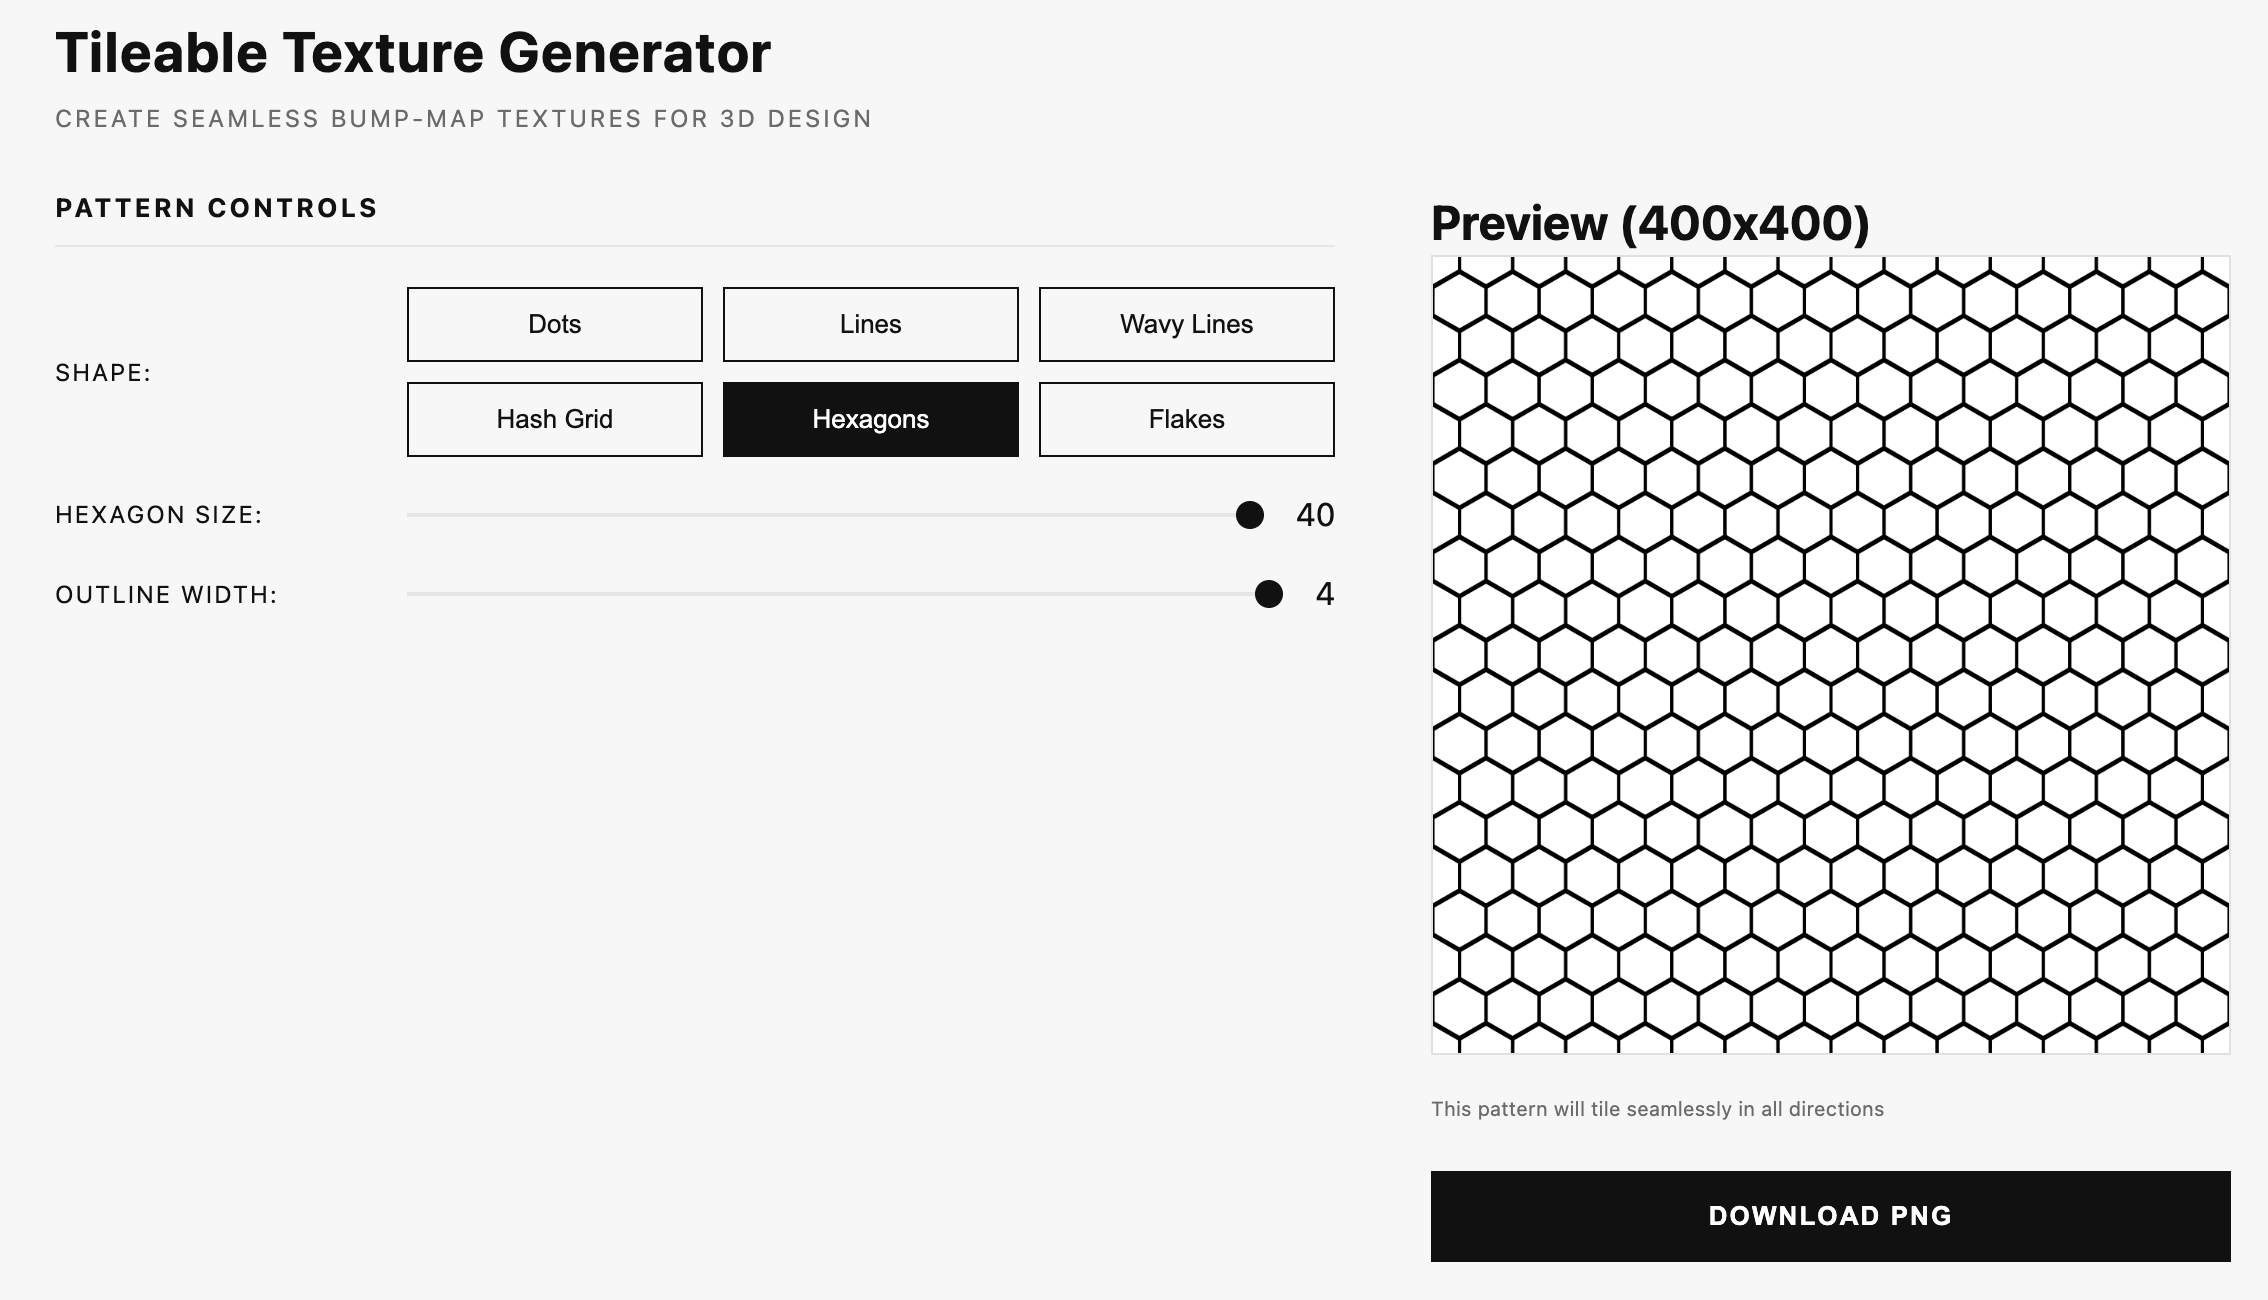 Tileable Texture Generator
CREATE SEAMLESS BUMP-MAP TEXTURES FOR 3D DESIGN
PATTERN CONTROLS
SHAPE:
Dots
Lines
Wavy Lines
Hash Grid
Hexagons
Flakes
HEXAGON SIZE:
40
OUTLINE WIDTH:
4
Preview (400x400)
This pattern will tile seamlessly in all directions
DOWNLOAD PNG